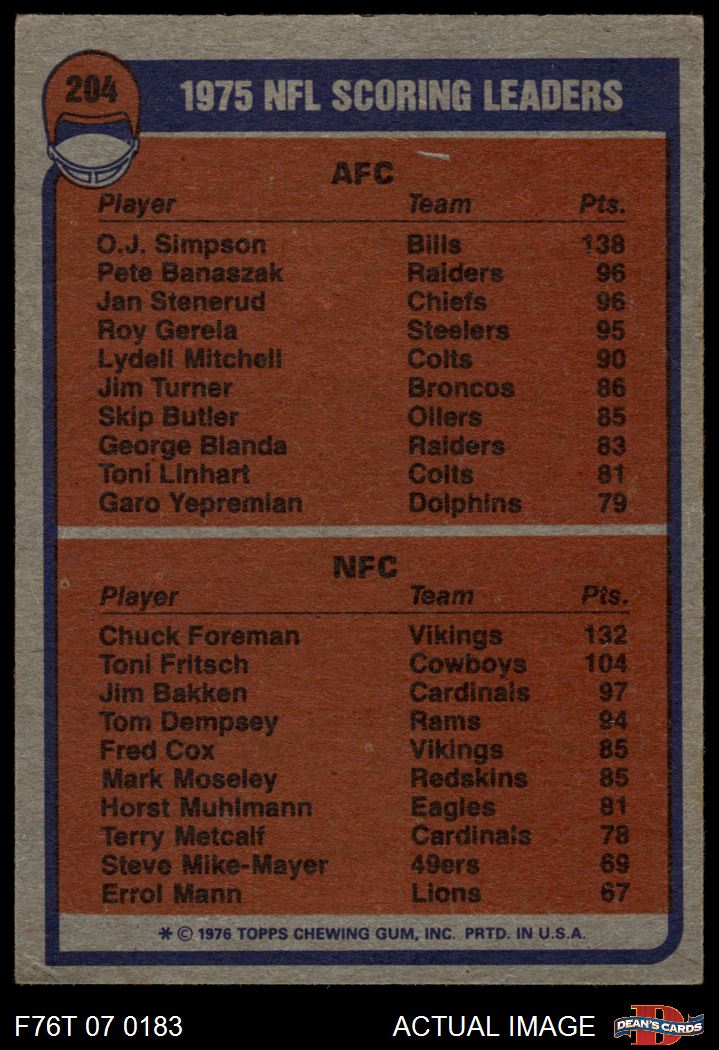 204
1975 NFL SCORING LEADERS
AFC
Player Team Pts.
O.J. Simpson Bills 138
Pete Banaszak Raiders 96
Jan Stenerud Chiefs 96
Roy Gerela Steelers 95
Lydell Mitchell Colts 90
Jim Turner Broncos 86
Skip Butler Oilers 85
George Blanda Raiders 83
Toni Linhart Colts 81
Garo Yepremian Dolphins 79
NFC
Player Team Pts.
Chuck Foreman Vikings 132
Toni Fritsch Cowboys 104
Jim Bakken Cardinals 97
Tom Dempsey Rams 94
Fred Cox Vikings 85
Mark Moseley Redskins 85
Horst Muhlmann Eagles 81
Terry Metcalf Cardinals 78
Steve Mike-Mayer 49ers 69
Errol Mann Lions 67
* © 1976 TOPPS CHEWING GUM, INC. PRTD. IN U.S.A.
F76T 07 0183 ACTUAL IMAGE D DEAN'S CARDS